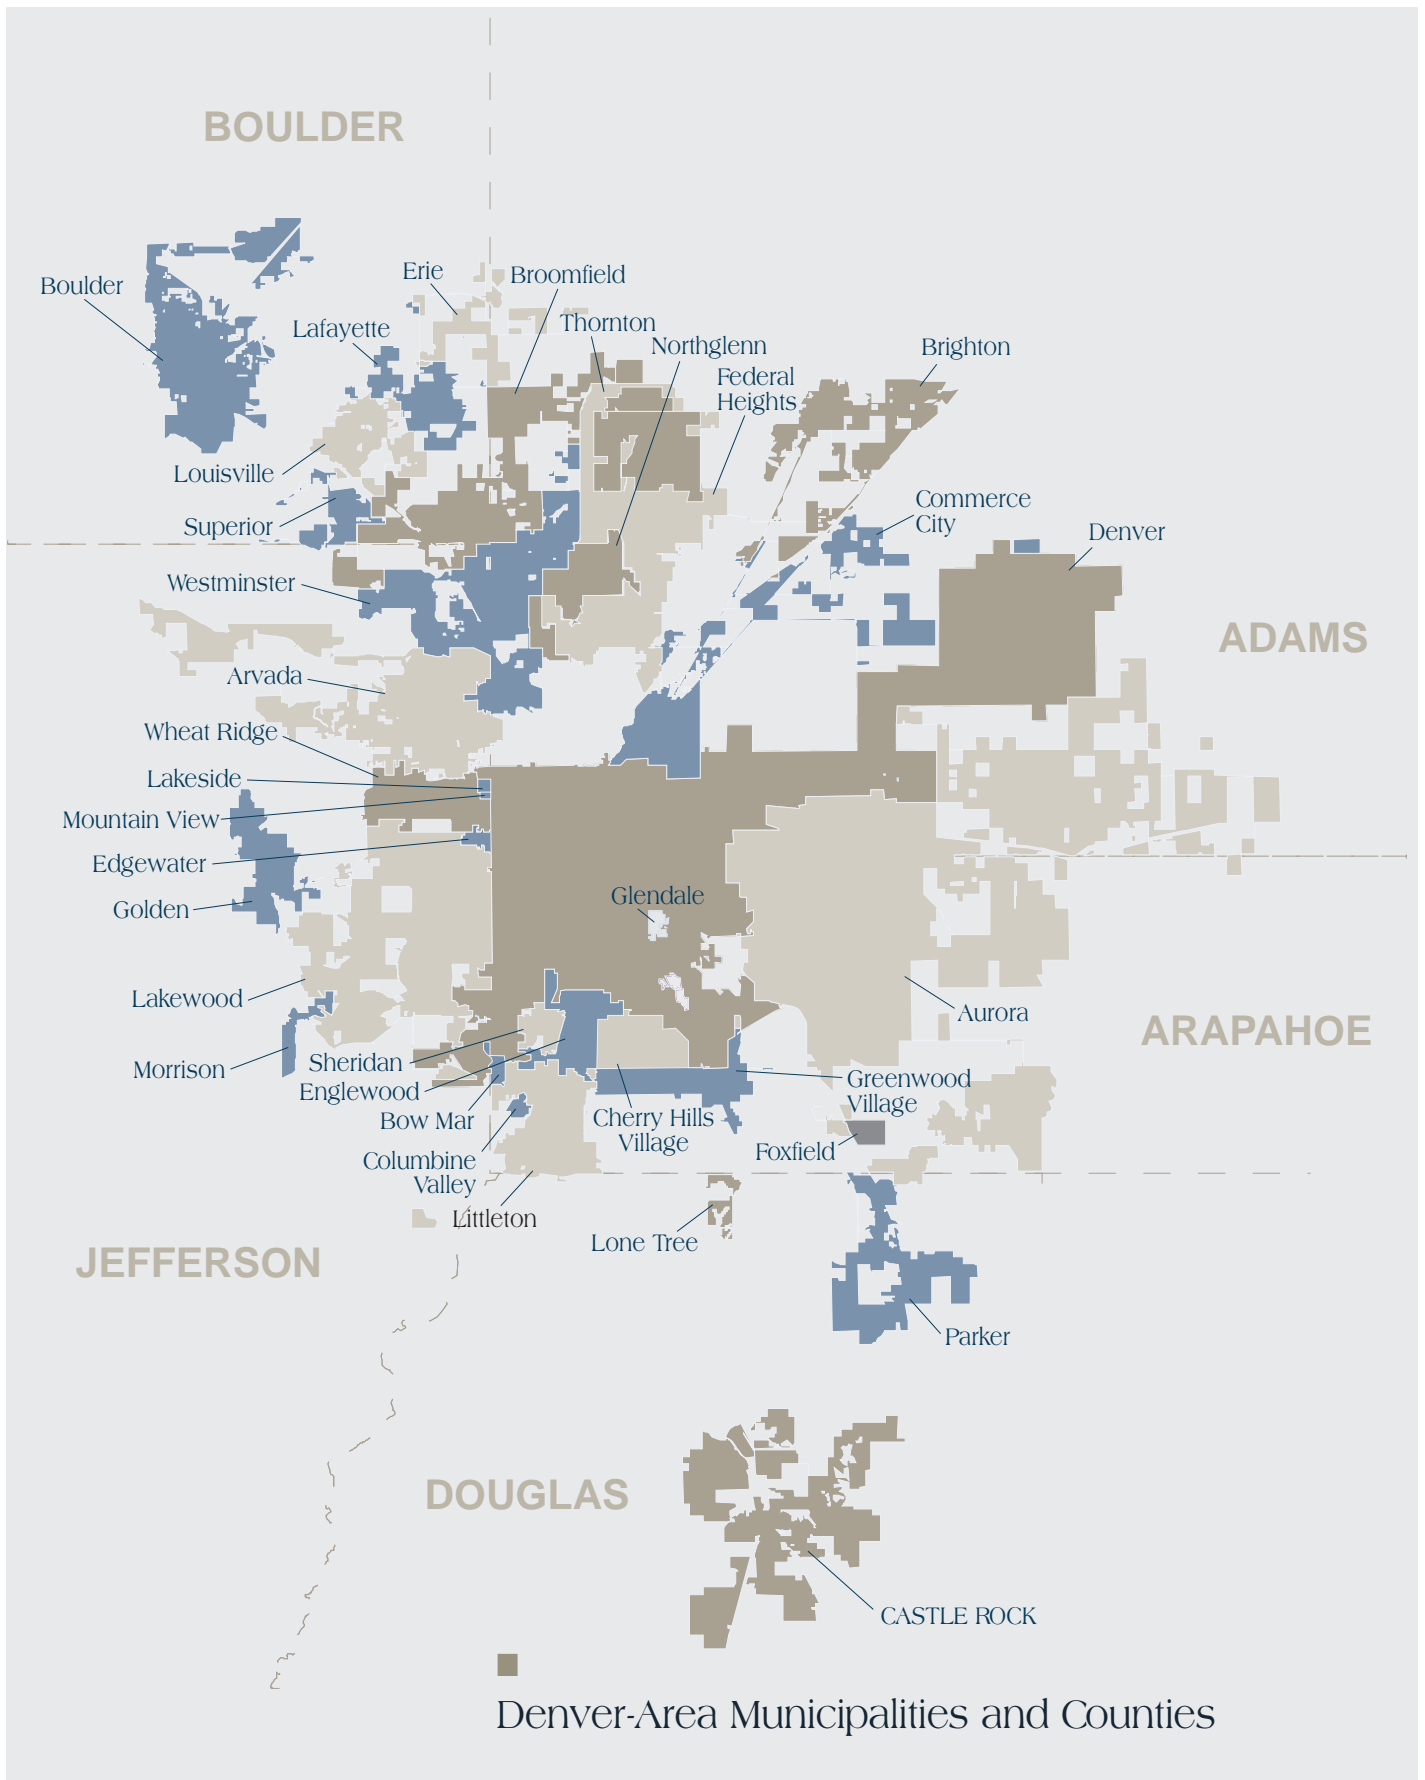 BOULDER
Erie
Broomfield
Boulder
Lafayette
Thornton
Northglenn
Brighton
Federal
Heights
Louisville
Superior
Commerce
City
Denver
Westminster
ADAMS
Arvada
Wheat Ridge
Lakeside
Mountain View
Edgewater
Glendale
Golden
Lakewood
Aurora
ARAPAHOE
Morrison
Sheridan
Englewood
Bow Mar
Greenwood
Village
Cherry Hills
Village
Foxfield
Columbine
Valley
Littleton
Lone Tree
JEFFERSON
Parker
DOUGLAS
CASTLE ROCK
Denver-Area Municipalities and Counties